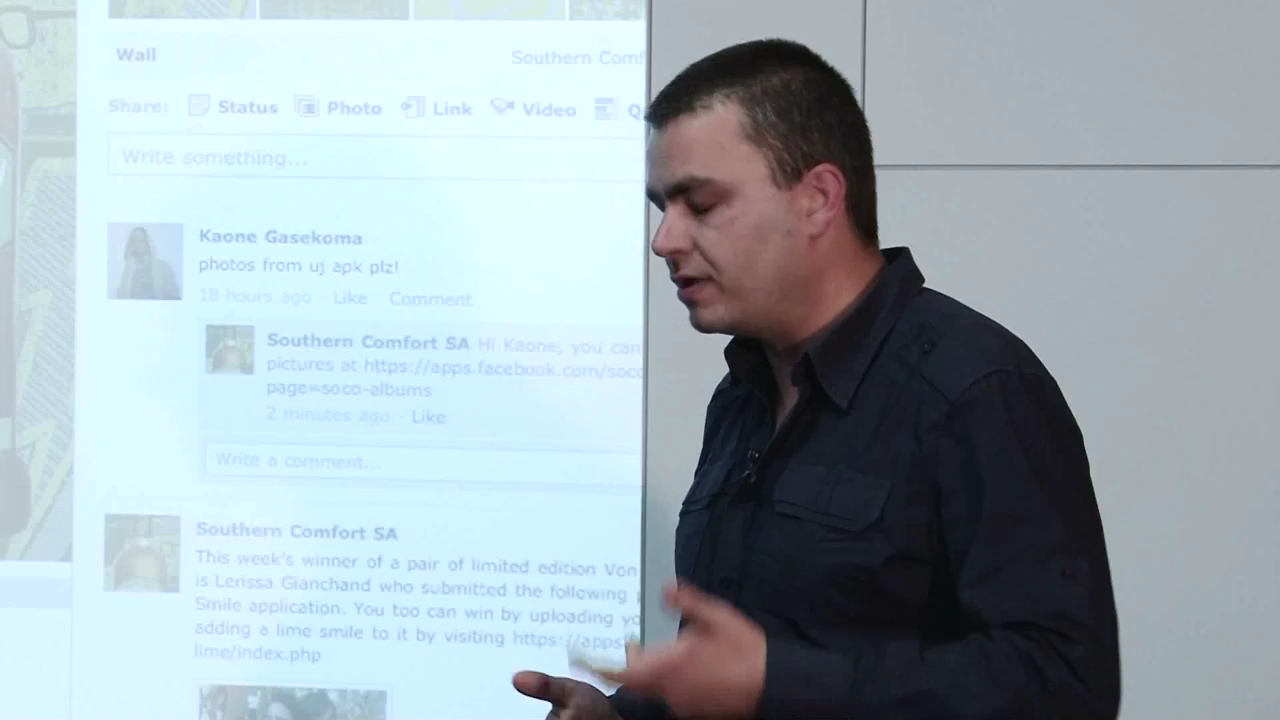 Wall
Southern Comf
Share: Status Photo Link Video Q
Write something...
Kaone Gasekoma
photos from uj apk plz!
18 hours ago · Like Comment
Southern Comfort SA Hi Kaone, you can
pictures at https://apps.facebook.com/soco
page=soco-albums
2 minutes ago · Like
Write a comment...
Southern Comfort SA
This week's winner of a pair of limited edition Von
is Lerissa Gianchand who submitted the following
Smile application. You too can win by uploading yo
adding a lime smile to it by visiting https://apps
lime/index.php